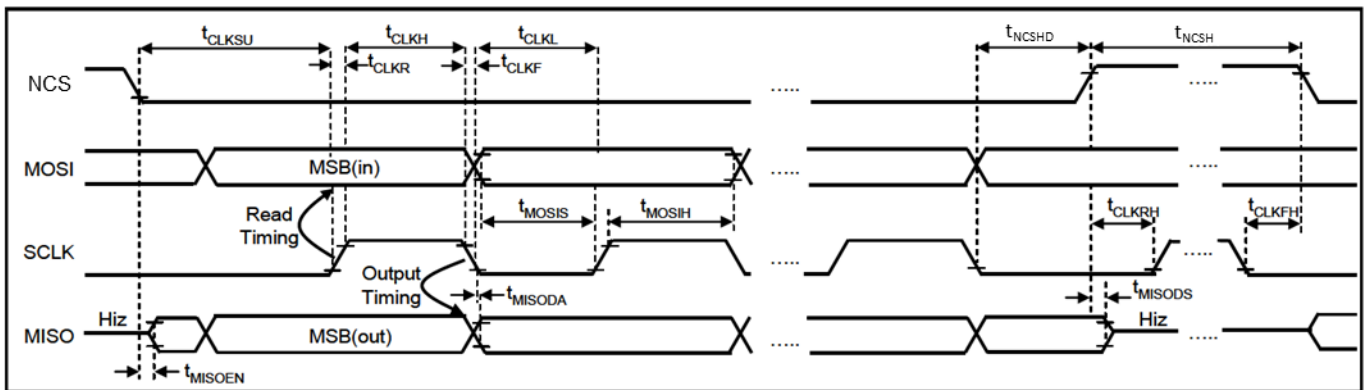 tCLKSU tCLKH tCLKL tNCSHD tNCSH
tCLKR tCLKF
NCS ..... .....
MOSI MSB(in) ..... .....
Read Timing tMOSIS tMOSIH tCLKRH tCLKFH
SCLK Output Timing ..... .....
tMISODA tMISODS
MISO Hiz MSB(out) ..... Hiz .....
tMISOEN